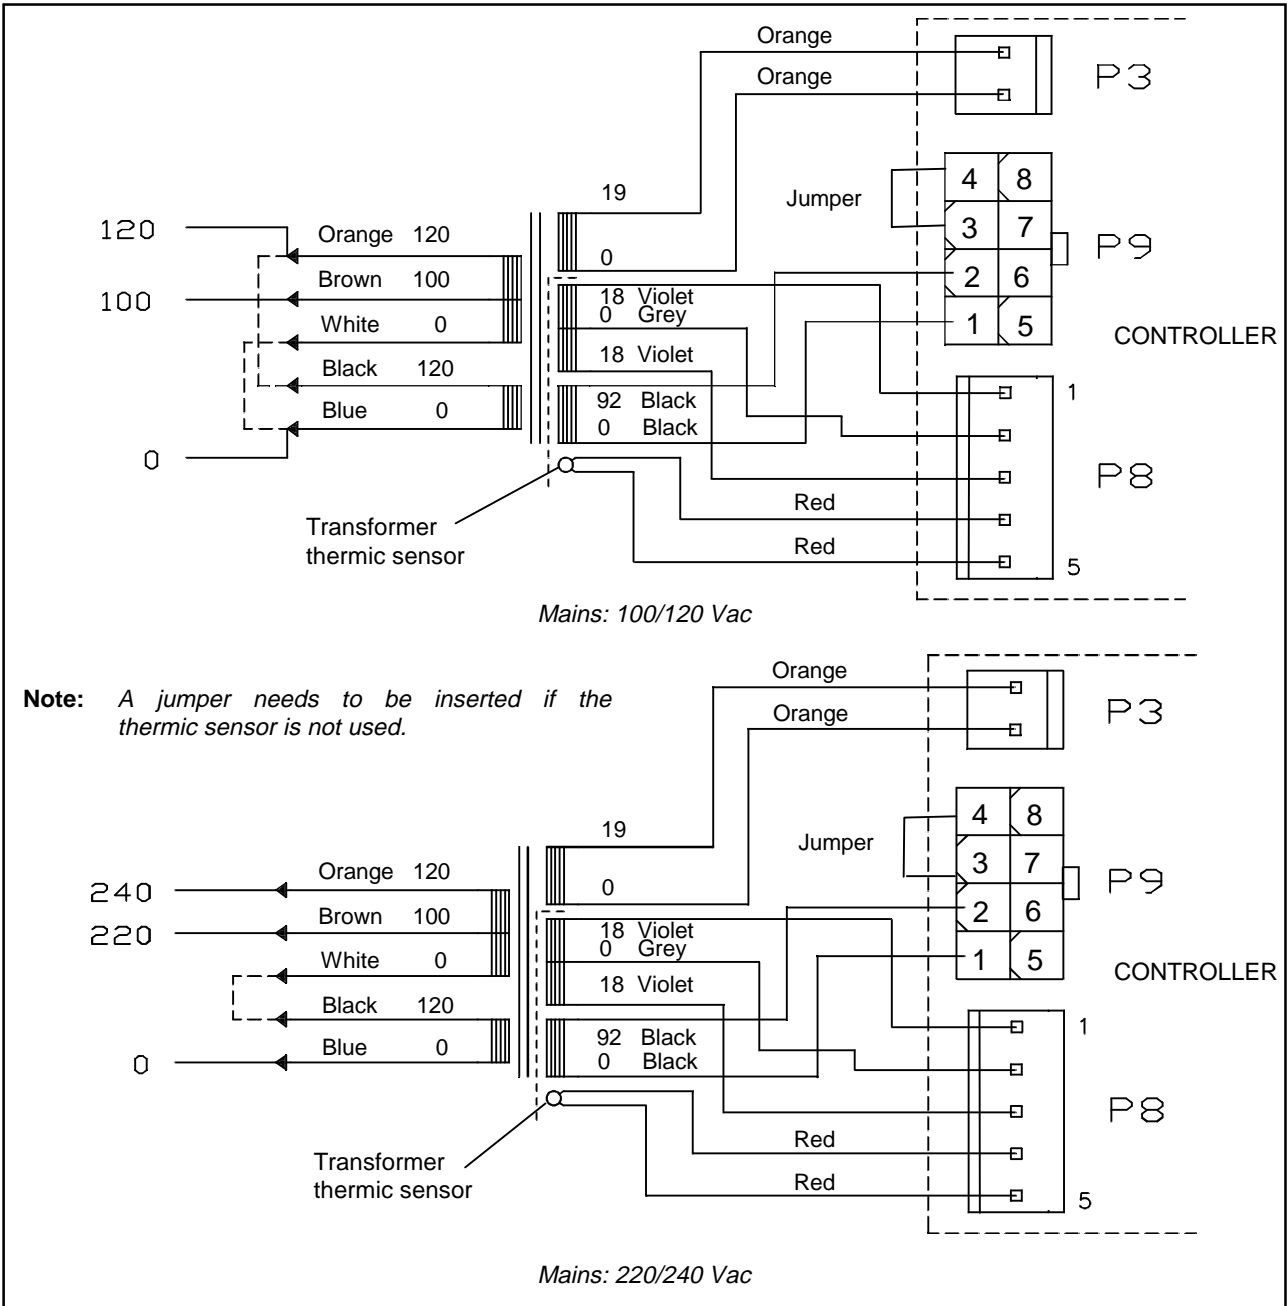 Orange
P3
Orange
4 8
Jumper
19
3 7
120
Orange 120
P9
0
2 6
Brown 100
100
18 Violet
0 Grey
White 0
1 5
CONTROLLER
18 Violet
Black 120
1
92 Black
Blue 0
0 Black
0
P8
Red
Transformer
thermic sensor
Red
5
Mains: 100/120 Vac
Orange
Note: A jumper needs to be inserted if the
thermic sensor is not used.
P3
Orange
4 8
19
Jumper
3 7
Orange 120
240
P9
0
2 6
Brown 100
220
18 Violet
0 Grey
White 0
1 5
CONTROLLER
18 Violet
Black 120
1
92 Black
Blue 0
0 Black
0
P8
Red
Transformer
thermic sensor
Red
5
Mains: 220/240 Vac